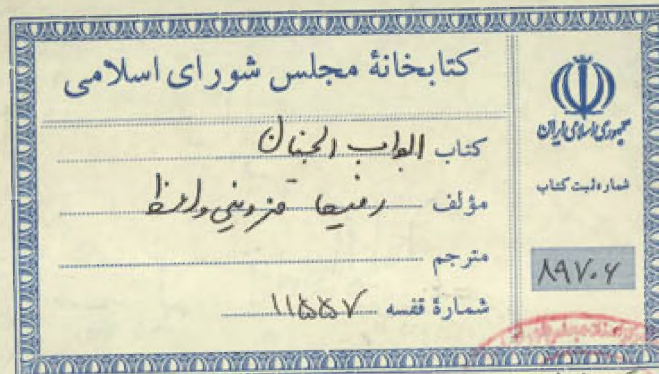 کتابخانهٔ مجلس شورای اسلامی
کتاب ابواب الجنان
مؤلف رفیعا قزوینی واعظ
مترجم
شمارهٔ قفسه ۱۱۵۵۷
جمهوری اسلامی ایران
شماره ثبت کتاب
۸۹۷۰۶